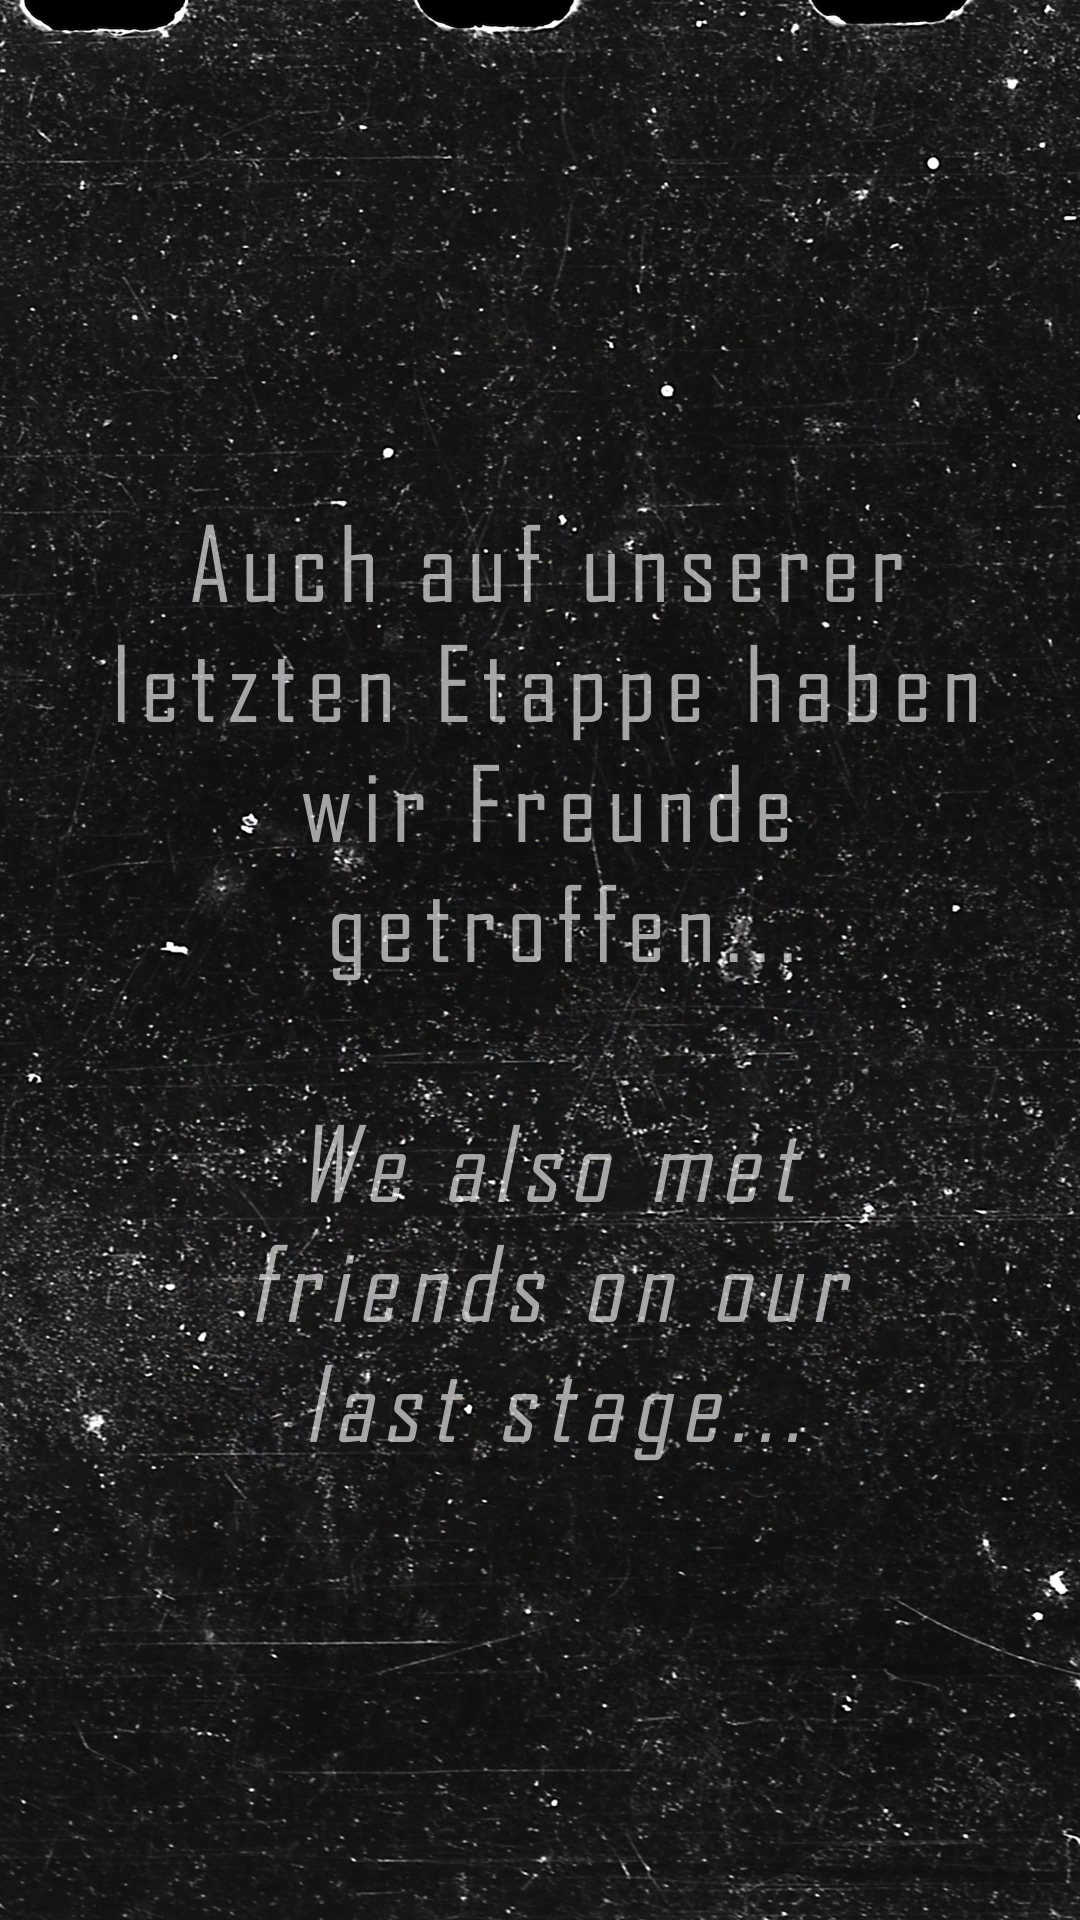 Auch auf unserer
letzten Etappe haben
wir Freunde
getroffen...
We also met
friends on our
last stage...